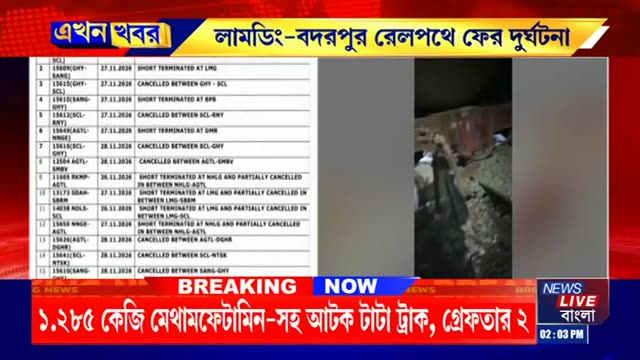 এখন খবর
লামডিং-বদরপুর রেলপথে ফের দুর্ঘটনা
SCL)
2 15609(GHY-SANG) 27.11.2026 SHORT TERMINATED AT LMG
3 15615(GHY-SCL) 27.11.2026 CANCELLED BETWEEN GHY - SCL
4 15610(SANG-GHY) 27.11.2026 SHORT TERMINATED AT BPB
5 15612(SCL-RNY) 27.11.2026 CANCELLED BETWEEN SCL-RNY
6 15649(AGTL-NNGE) 27.11.2026 SHORT TERMINATED AT DMR
7 15616(SCL-GHY) 28.11.2026 CANCELLED BETWEEN SCL-GHY
8 12504 AGTL-SMBV 28.11.2026 CANCELLED BETWEEN AGTL-SMBV
9 11665 RKMP-AGTL 26.11.2026 SHORT TERMINATED AT NHLG AND PARTIALLY CANCELLED IN BETWEEN NHLG-AGTL
10 13173 SDAH-SBRM 27.11.2026 SHORT TERMINATED AT LMG AND PARTIALLY CANCELLED IN BETWEEN LMG-SBRM
11 14038 NDLS-SCL 26.11.2026 SHORT TERMINATED AT LMG AND PARTIALLY CANCELLED IN BETWEEN LMG-SCL
12 15650 NNGE-AGTL 27.11.2026 SHORT TERMINATED AT NHLG AND PARTIALLY CANCELLED IN BETWEEN NHLG-AGTL
13 15626(AGTL-DGHR) 28.11.2026 CANCELLED BETWEEN AGTL-DGHR
14 15641(SCL-NTSK) 28.11.2026 CANCELLED BETWEEN SCL-NTSK
15 15610(SANG-GHY) 28.11.2026 CANCELLED BETWEEN SANG-GHY
BREAKING NOW
১.২৮৫ কেজি মেথামফেটামিন-সহ আটক টাটা ট্রাক, গ্রেফতার ২
NEWS
LIVE
বাংলা
02:03 PM